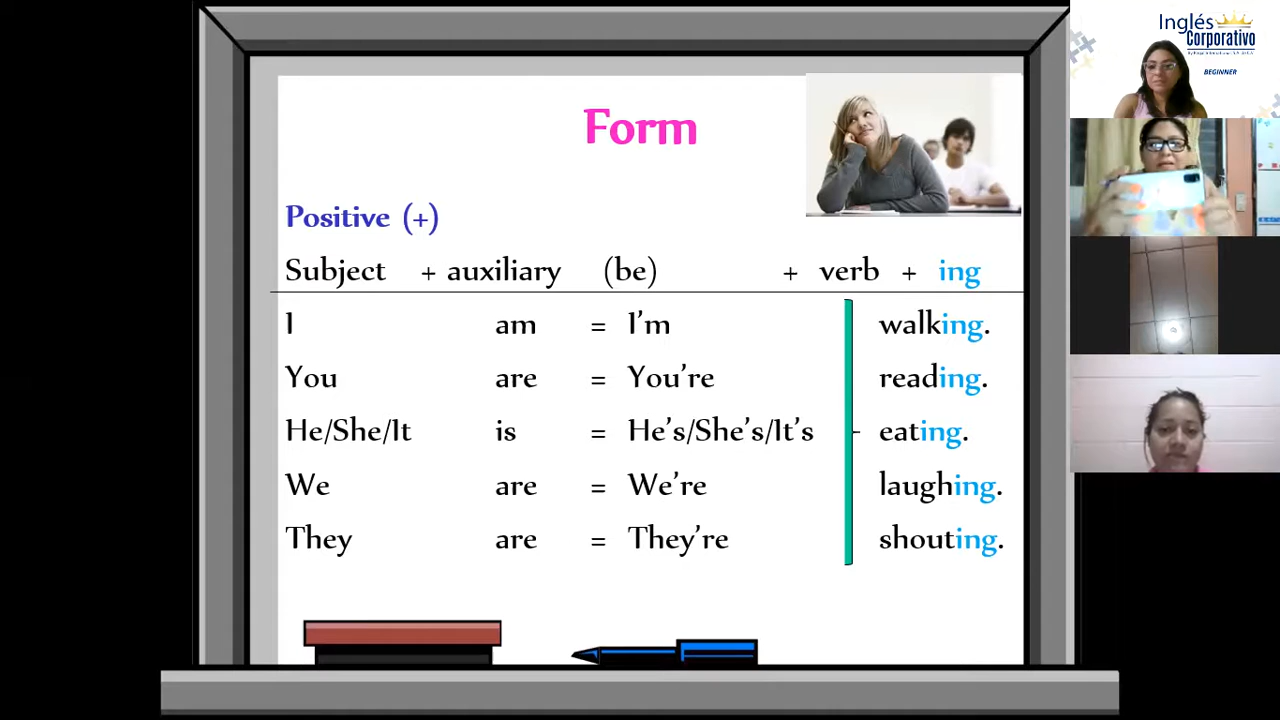 Form
Positive (+)
Subject + auxiliary (be) + verb + ing
I am = I'm walking.
You are = You're reading.
He/She/It is = He's/She's/It's eating.
We are = We're laughing.
They are = They're shouting.
Inglés
Corporativo
BEGINNER